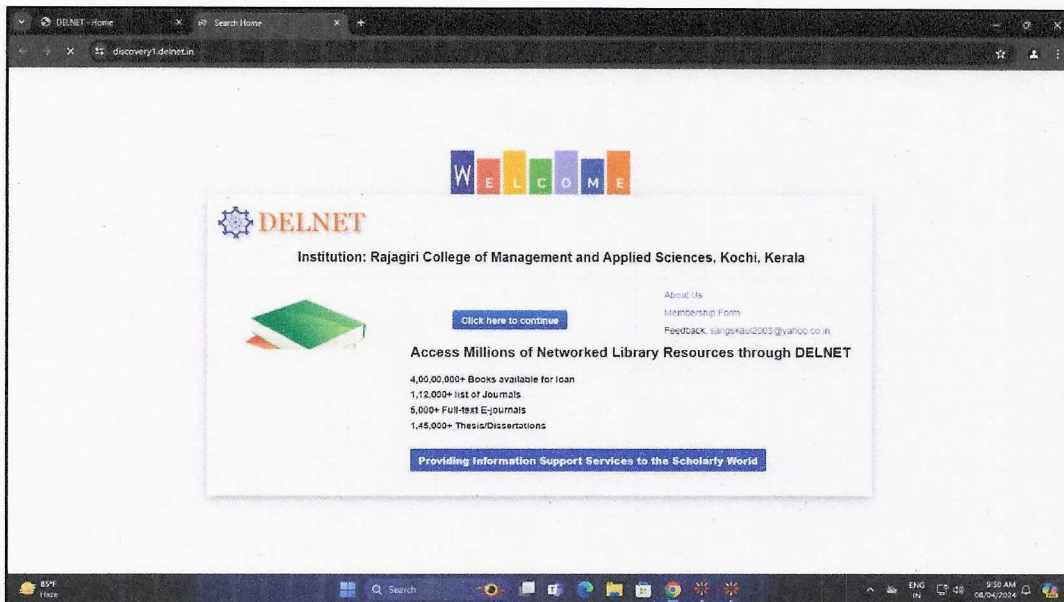 DELNET - Home
Search Home
discovery1.delnet.in
WELCOME
DELNET
Institution: Rajagiri College of Management and Applied Sciences, Kochi, Kerala
About Us
Click here to continue
Membership Form
Feedback: sangskaul2003@yahoo.co.in
Access Millions of Networked Library Resources through DELNET
4,00,00,000+ Books available for loan
1,12,000+ list of Journals
5,000+ Full-text E-journals
1,45,000+ Thesis/Dissertations
Providing Information Support Services to the Scholarly World
85°F
Haze
Search
ENG
IN
9:50 AM
08/04/2024